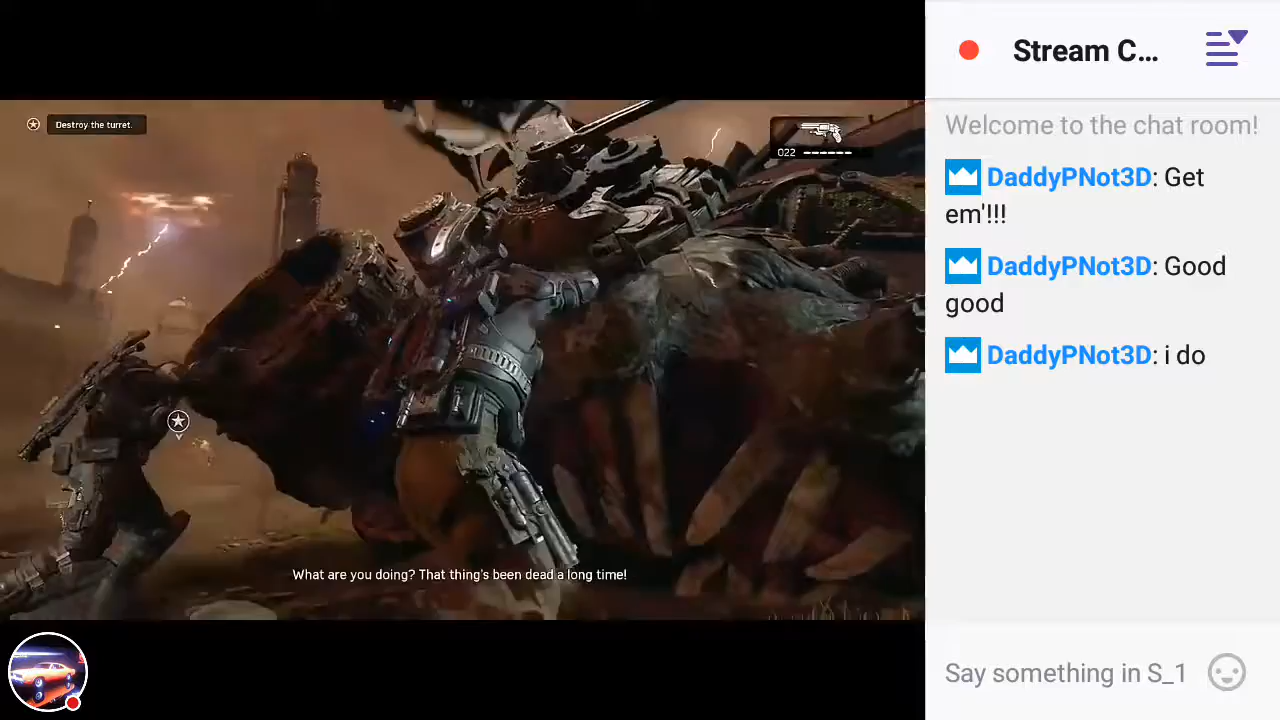 Destroy the turret.
022
What are you doing? That thing's been dead a long time!
Stream C...
Welcome to the chat room!
DaddyPNot3D: Get
em'!!!
DaddyPNot3D: Good
good
DaddyPNot3D: i do
Say something in S_1